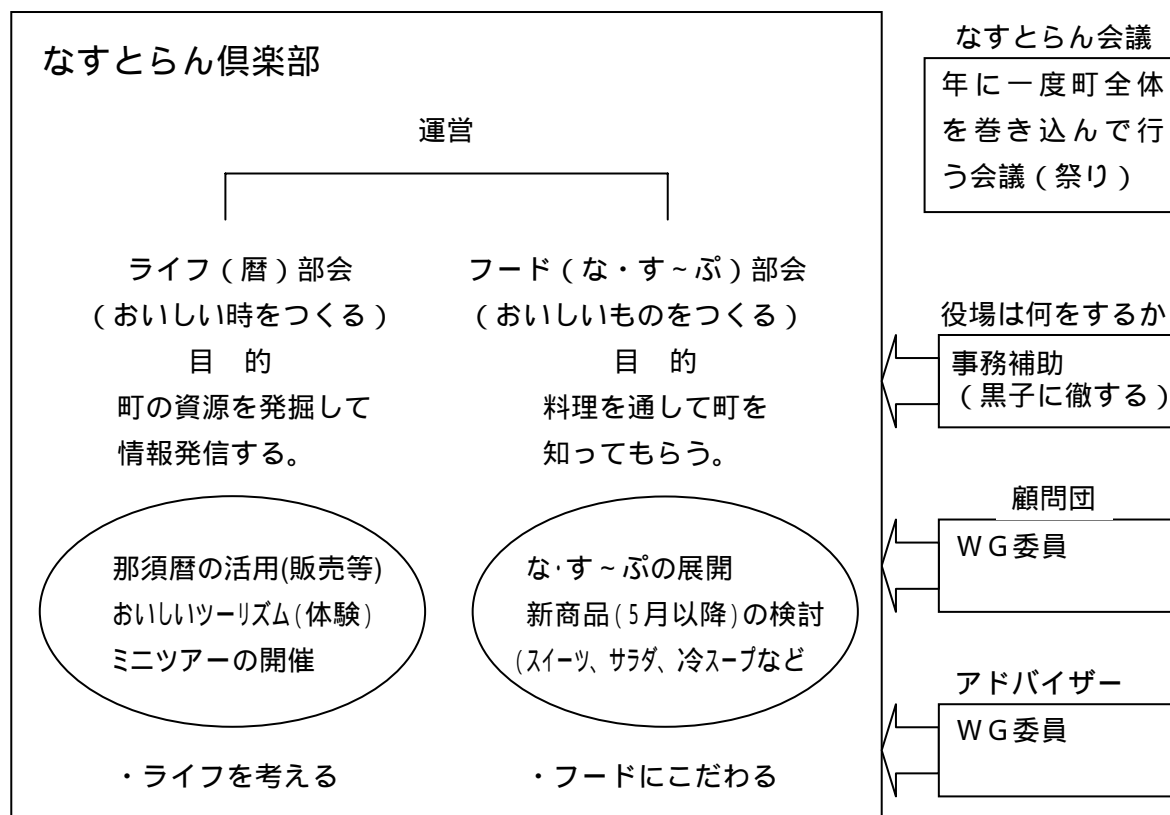 なすとらん倶楽部
運営
ライフ（暦）部会
（おいしい時をつくる）
目　的
町の資源を発掘して
情報発信する。
那須暦の活用(販売等)
おいしいツーリズム(体験)
ミニツアーの開催
・ライフを考える
フード（な・す～ぷ）部会
（おいしいものをつくる）
目　的
料理を通して町を
知ってもらう。
な・す～ぷの展開
新商品(5月以降)の検討
(スイーツ、サラダ、冷スープなど
・フードにこだわる
なすとらん会議
年に一度町全体
を巻き込んで行
う会議（祭り）
役場は何をするか
事務補助
（黒子に徹する）
顧問団
ＷＧ委員
アドバイザー
ＷＧ委員